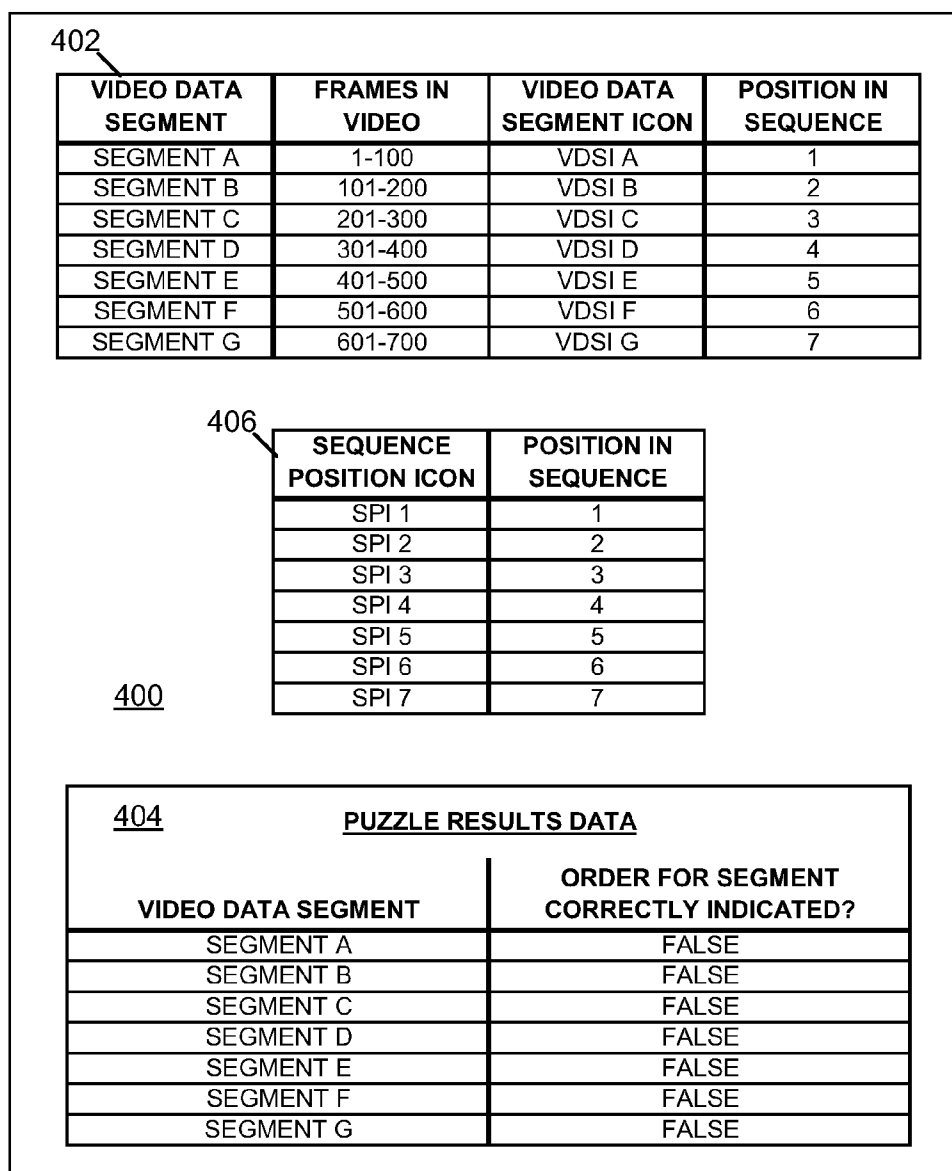 402
VIDEO DATA SEGMENT FRAMES IN VIDEO VIDEO DATA SEGMENT ICON POSITION IN SEQUENCE
SEGMENT A 1-100 VDSI A 1
SEGMENT B 101-200 VDSI B 2
SEGMENT C 201-300 VDSI C 3
SEGMENT D 301-400 VDSI D 4
SEGMENT E 401-500 VDSI E 5
SEGMENT F 501-600 VDSI F 6
SEGMENT G 601-700 VDSI G 7
406
SEQUENCE POSITION ICON POSITION IN SEQUENCE
SPI 1 1
SPI 2 2
SPI 3 3
SPI 4 4
SPI 5 5
SPI 6 6
400 SPI 7 7
404 PUZZLE RESULTS DATA
VIDEO DATA SEGMENT ORDER FOR SEGMENT CORRECTLY INDICATED?
SEGMENT A FALSE
SEGMENT B FALSE
SEGMENT C FALSE
SEGMENT D FALSE
SEGMENT E FALSE
SEGMENT F FALSE
SEGMENT G FALSE